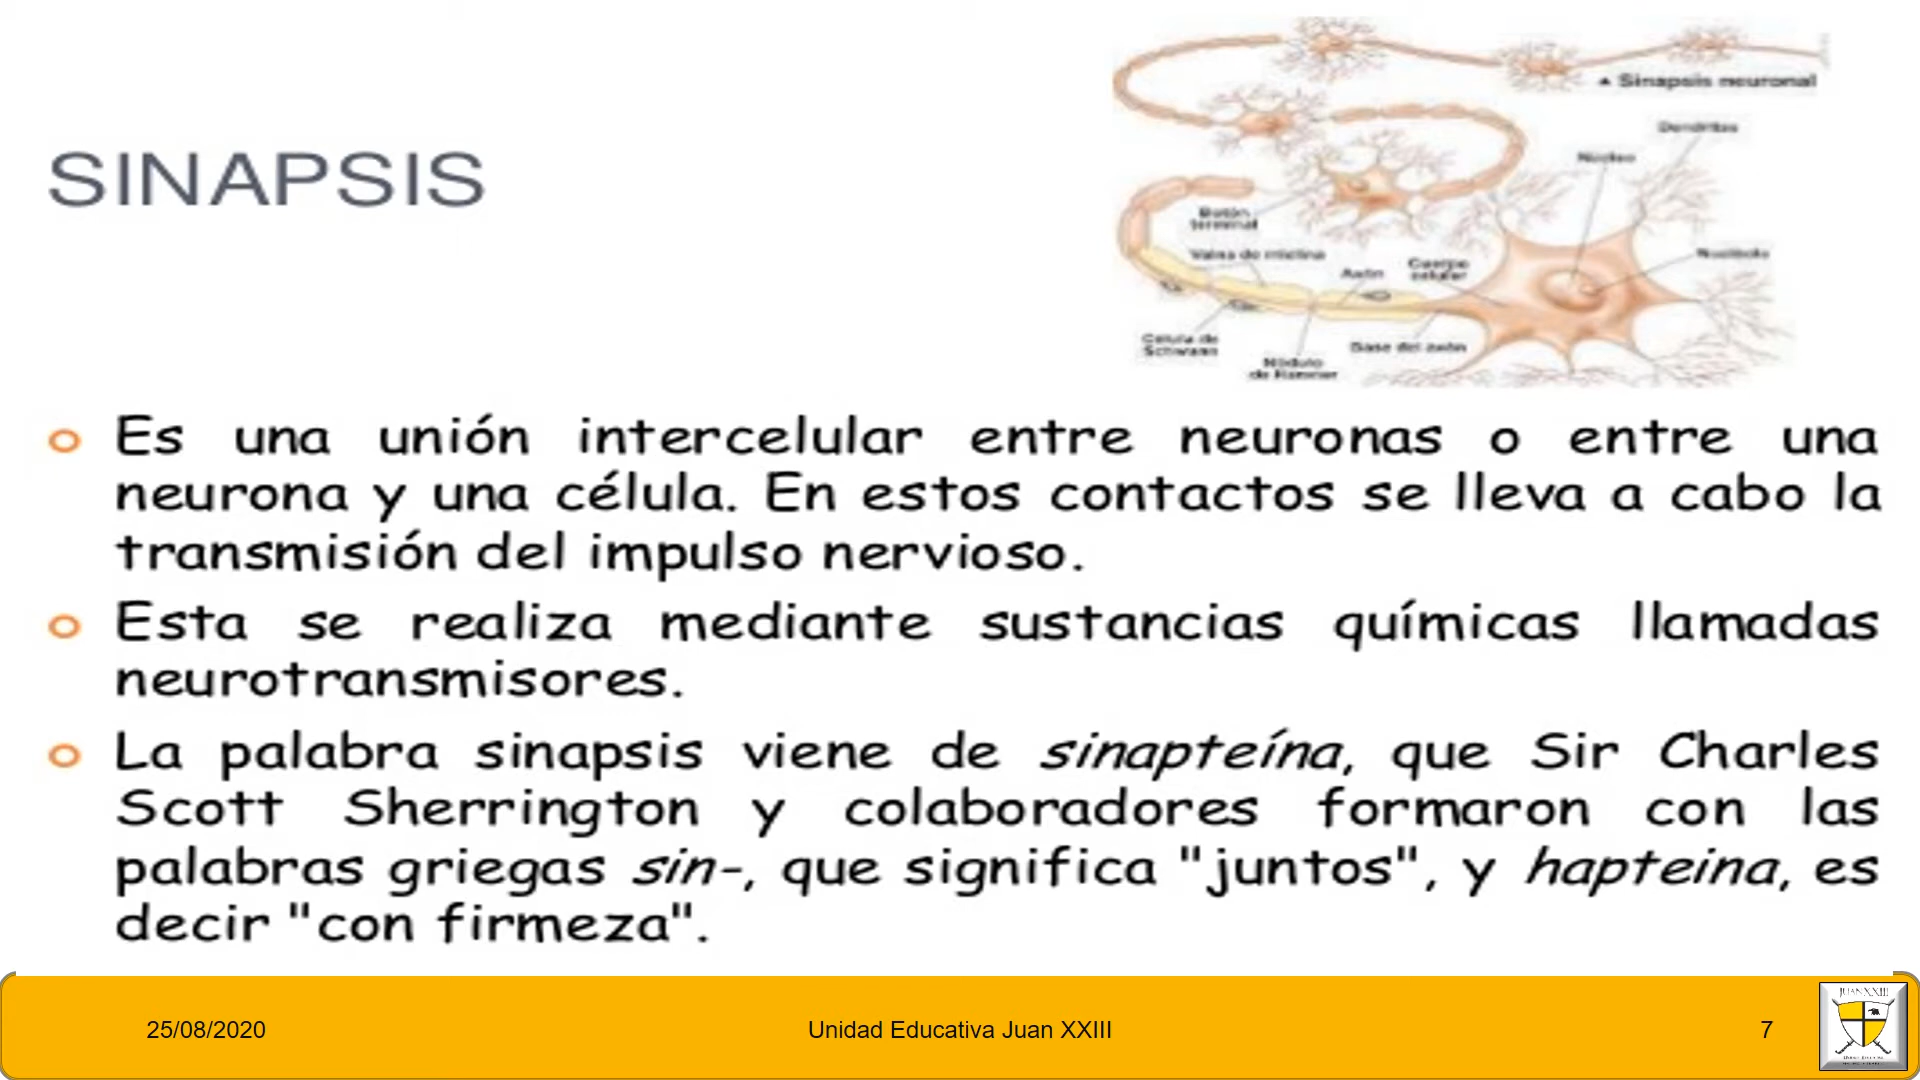 SINAPSIS
▲ Sinapsis neuronal
Dendritas
Núcleo
Botón
terminal
Vaina de mielina
Nucléolo
Axón
Cuerpo
celular
Célula de
Schwann
Base del axón
Nódulo
de Ranvier
Es una unión intercelular entre neuronas o entre una
neurona y una célula. En estos contactos se lleva a cabo la
transmisión del impulso nervioso.
Esta se realiza mediante sustancias químicas llamadas
neurotransmisores.
La palabra sinapsis viene de sinapteína, que Sir Charles
Scott Sherrington y colaboradores formaron con las
palabras griegas sin-, que significa "juntos", y hapteina, es
decir "con firmeza".
25/08/2020
Unidad Educativa Juan XXIII
7
JUAN XXIII